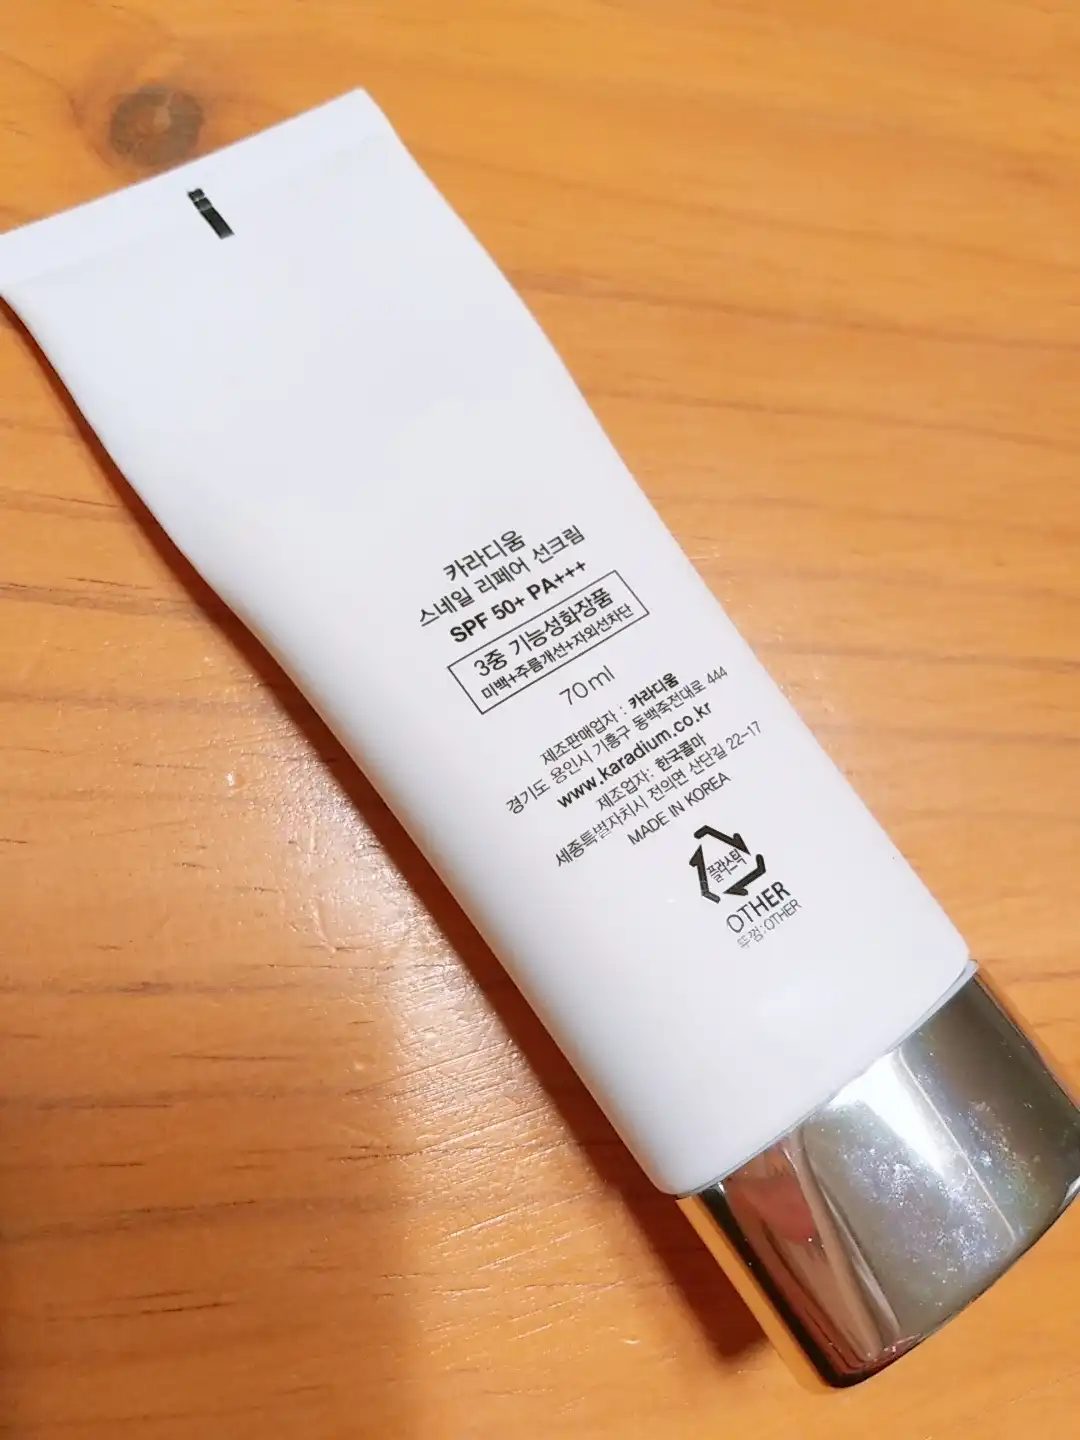 카라디움
스네일 리페어 선크림
SPF 50+ PA+++
3중 기능성화장품
미백+주름개선+자외선차단
70ml
제조판매업자 : 카라디움
경기도 용인시 기흥구 동백죽전대로 444
www.karadium.co.kr
제조업자: 한국콜마
세종특별자치시 전의면 산단길 22-17
MADE IN KOREA
플라스틱
OTHER
뚜껑:OTHER